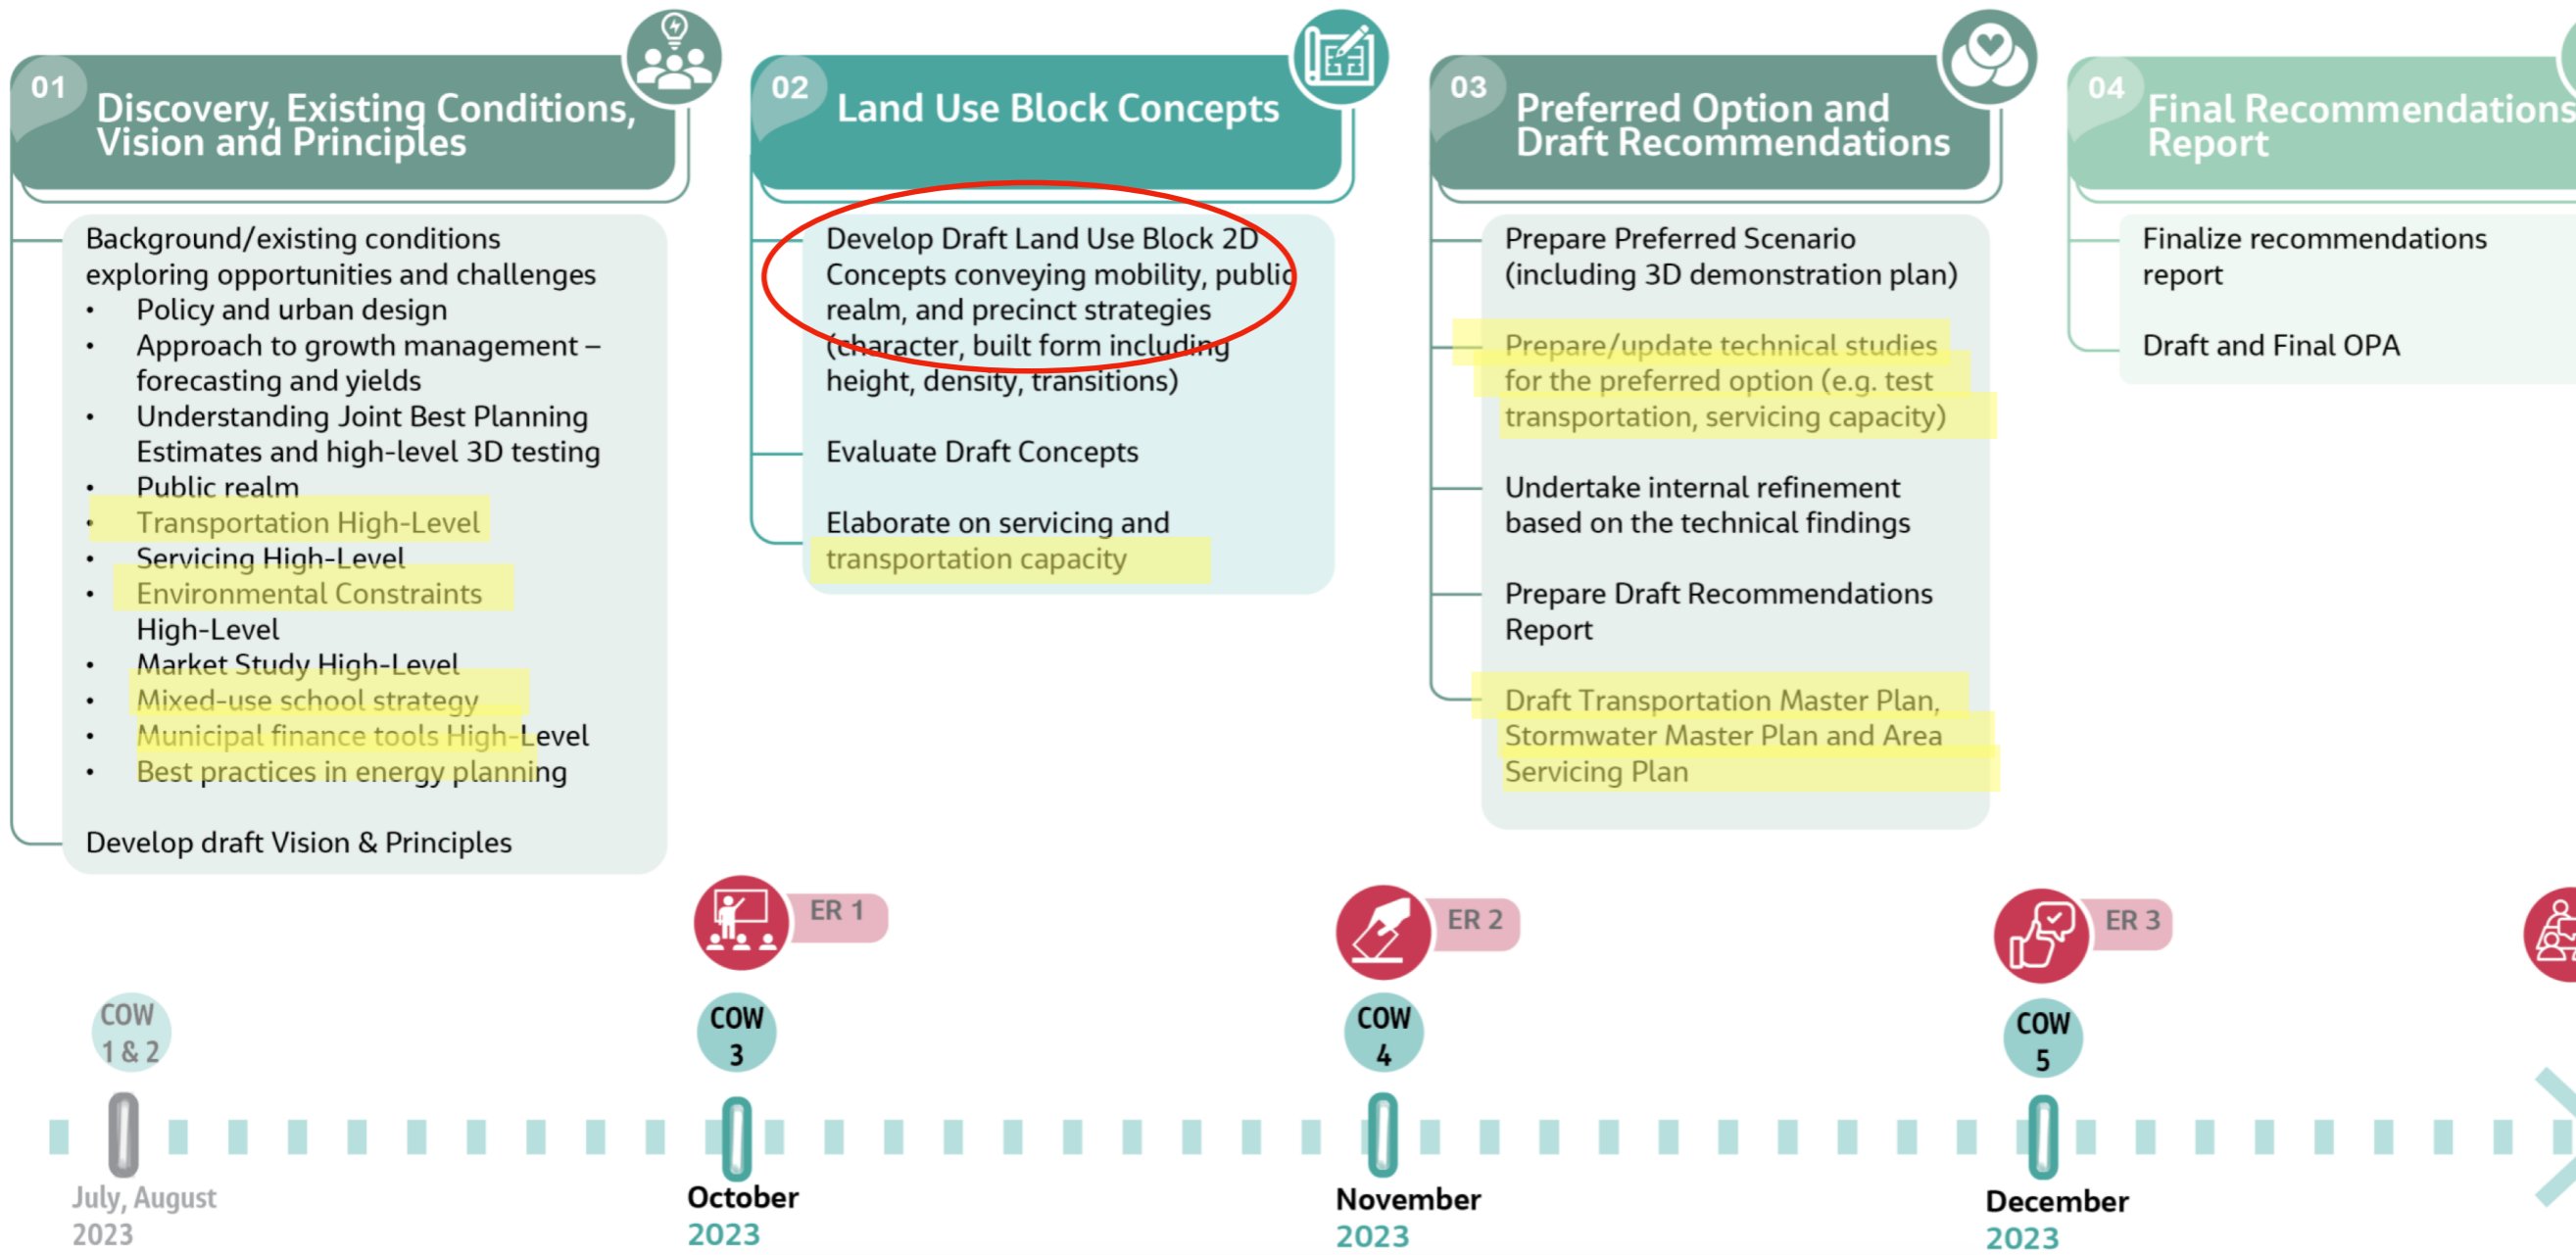 01
Discovery, Existing Conditions,
Vision and Principles
Background/existing conditions
exploring opportunities and challenges
• Policy and urban design
• Approach to growth management –
forecasting and yields
• Understanding Joint Best Planning
Estimates and high-level 3D testing
• Public realm
• Transportation High-Level
• Servicing High-Level
• Environmental Constraints
High-Level
• Market Study High-Level
• Mixed-use school strategy
• Municipal finance tools High-Level
• Best practices in energy planning
Develop draft Vision & Principles
02
Land Use Block Concepts
Develop Draft Land Use Block 2D
Concepts conveying mobility, public
realm, and precinct strategies
(character, built form including
height, density, transitions)
Evaluate Draft Concepts
Elaborate on servicing and
transportation capacity
03
Preferred Option and
Draft Recommendations
Prepare Preferred Scenario
(including 3D demonstration plan)
Prepare/update technical studies
for the preferred option (e.g. test
transportation, servicing capacity)
Undertake internal refinement
based on the technical findings
Prepare Draft Recommendations
Report
Draft Transportation Master Plan,
Stormwater Master Plan and Area
Servicing Plan
04
Final Recommendations
Report
Finalize recommendations
report
Draft and Final OPA
ER 1
ER 2
ER 3
COW
1 & 2
COW
3
COW
4
COW
5
July, August
2023
October
2023
November
2023
December
2023